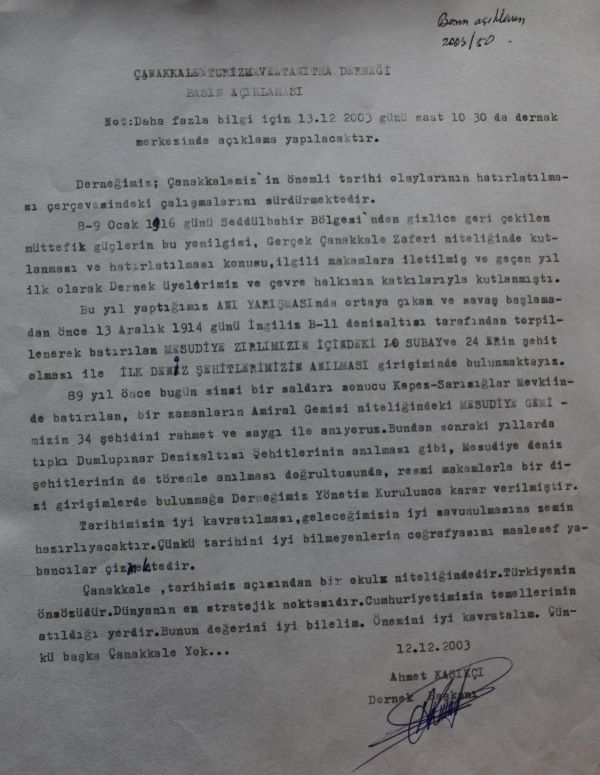 Basın açıklaması
2003/50
ÇANAKKALE TURİZM VE TANITMA DERNEĞİ
BASIN AÇIKLAMASI
Not:Daha fazla bilgi için 13.12 2003 günü saat 10 30 da dernek
merkezinde açıklama yapılacaktır.
Derneğimiz; Çanakkalemiz`in önemli tarihi olaylarının hatırlatılma-
sı çerçevesindeki çalışmalarını sürdürmektedir.
8-9 Ocak 1916 günü Seddülbahir Bölgesi`nden gizlice geri çekilen
müttefik güçlerin bu yenilgisi, Gerçek Çanakkale Zaferi niteliğinde kut-
lanması ve hatırlatılması konusu,ilgili makamlara iletilmiş ve geçen yıl
ilk olarak Dernek üyelerimiz ve çevre halkının katkılarıyla kutlanmıştı.
Bu yıl yaptığımız ANI YARIŞMASInda ortaya çıkan ve savaş başlama-
dan önce 13 Aralık 1914 günü İngiliz B-11 denizaltısı tarafından torpil-
lenerek batırılan MESUDİYE ZIRLIMIZIN İÇİNDEKİ 10 SUBAYve 24 ERin şehit
olması ile İLK DENİZ ŞEHİTLERİMİZİN ANILMASI girişiminde bulunmaktayız.
89 yıl önce bugün sinsi bir saldırı sonucu Kepez-Sarısığlar Mevkiin-
de batırılan, bir zamanların Amiral Gemisi niteliğindeki MESUDİYE GEMİ -
mizin 34 şehidini rahmet ve saygı ile anıyoruz.Bundan sonraki yıllarda
tıpkı Dumlupınar Denizaltısı Şehitlerinin anılması gibi, Mesudiye deniz
şehitlerinin de törenle anılması doğrultusunda, resmi makamlarla bir di-
zi girişimlerde bulunmağa Derneğimiz Yönetim Kurulunca karar verilmiştir.
Tarihimizin iyi kavratılması,geleceğimizin iyi savunulmasına zemin
hazırlıyacaktır.Çünkü tarihini iyi bilmeyenlerin coğrafyasını maalesef ya-
bancılar çizmektedir.
Çanakkale ,tarihimiz açısından bir okulx niteliğindedir.Türkiyenin
önsözüdür.Dünyanın en stratejik noktasıdır.Cumhuriyetimizin temellerinin
atıldığı yerdir.Bunun değerini iyi bilelim. Önemini iyi kavratalım. Çün-
kü başka Çanakkale Yok...
12.12.2003
Ahmet KAŞIKÇI
Dernek Başkanı